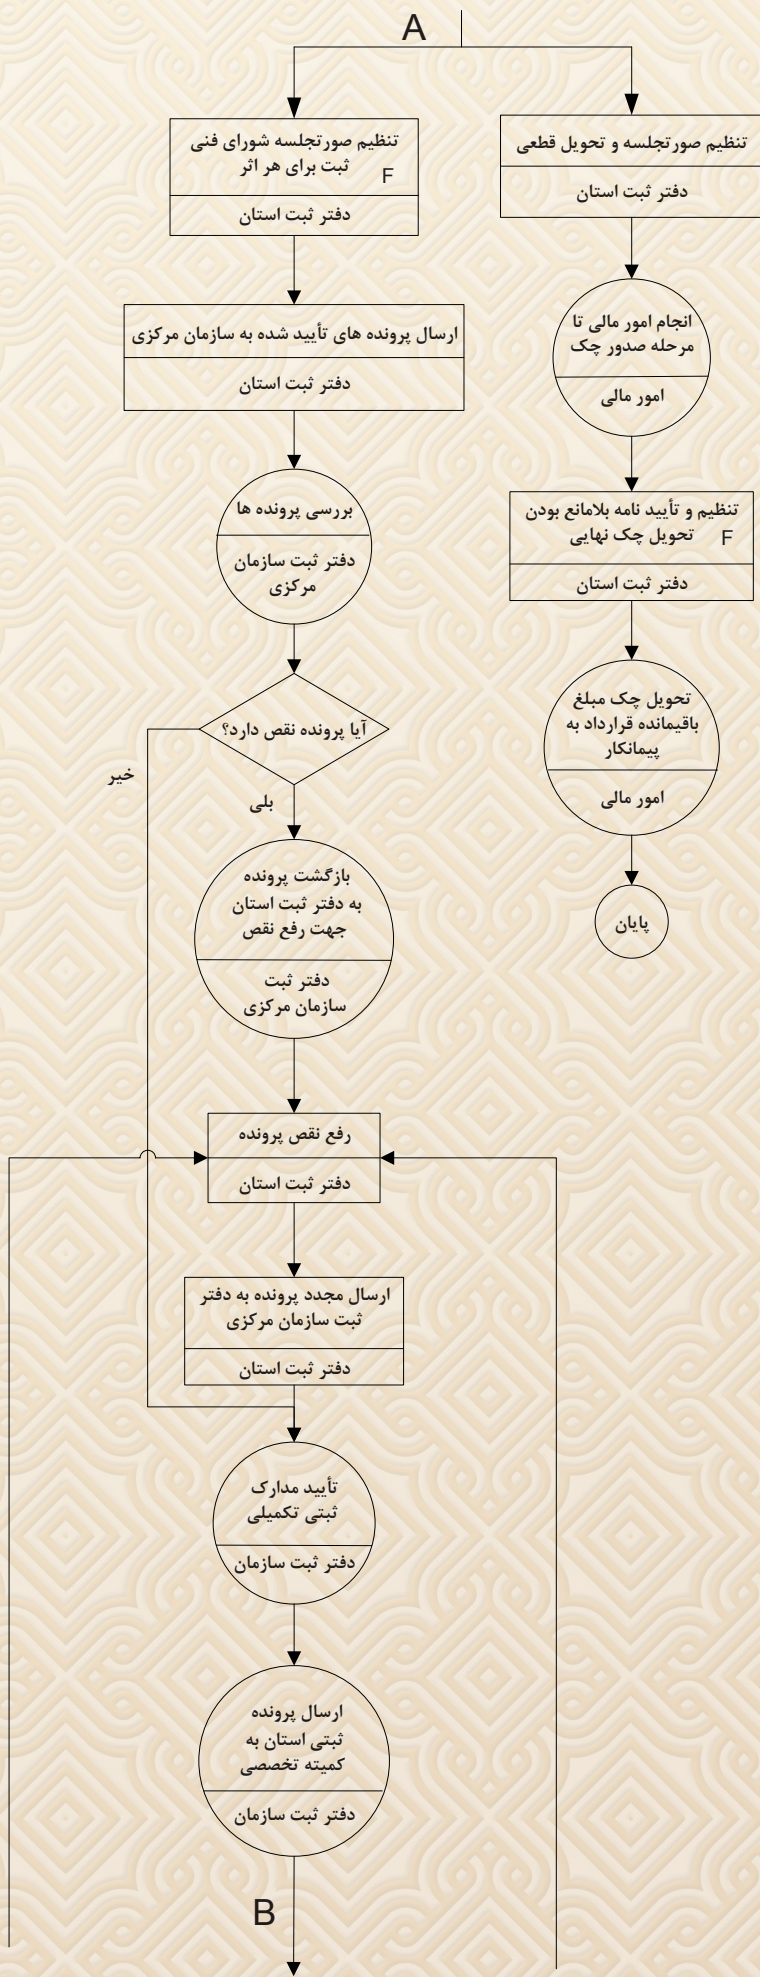 A
تنظیم صورتجلسه و تحویل قطعی
دفتر ثبت استان
انجام امور مالی تا
مرحله صدور چک
امور مالی
تنظیم و تأیید نامه بلامانع بودن
تحویل چک نهایی
F
دفتر ثبت استان
تحویل چک مبلغ
باقیمانده قرارداد به
پیمانکار
امور مالی
پایان
تنظیم صورتجلسه شورای فنی
ثبت برای هر اثر
F
دفتر ثبت استان
ارسال پرونده های تأیید شده به سازمان مرکزی
دفتر ثبت استان
بررسی پرونده ها
دفتر ثبت سازمان
مرکزی
آیا پرونده نقص دارد؟
خیر
بلی
بازگشت پرونده
به دفتر ثبت استان
جهت رفع نقص
دفتر ثبت
سازمان مرکزی
رفع نقص پرونده
دفتر ثبت استان
ارسال مجدد پرونده به دفتر
ثبت سازمان مرکزی
دفتر ثبت استان
تأیید مدارک
ثبتی تکمیلی
دفتر ثبت سازمان
ارسال پرونده
ثبتی استان به
کمیته تخصصی
دفتر ثبت سازمان
B